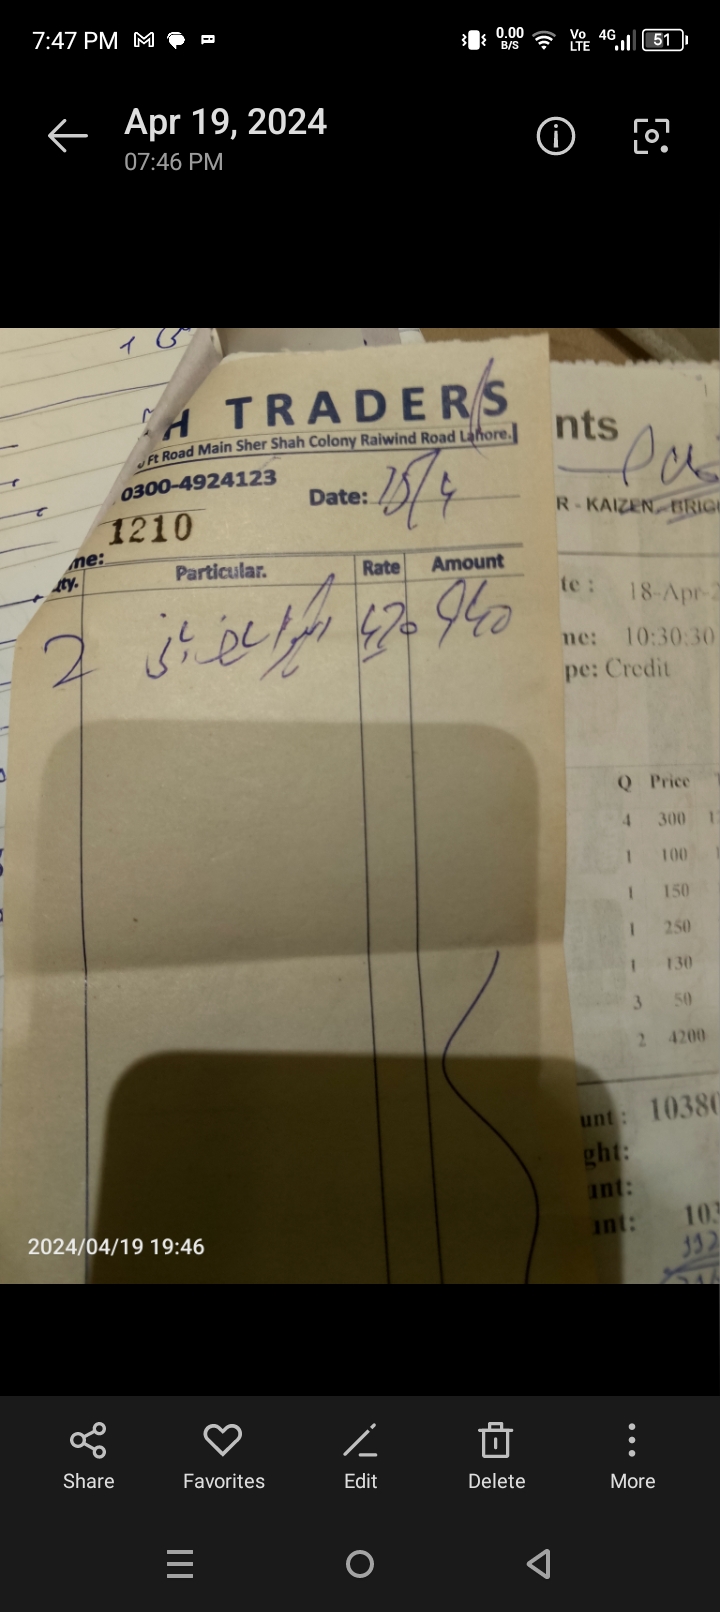 7:47 PM 0.00 B/S Vo LTE 4G 51
Apr 19, 2024
07:46 PM
H TRADERS
Ft Road Main Sher Shah Colony Raiwind Road Lahore.
0300-4924123
Date: 15/4
1210
me:
ty. Particular. Rate Amount
2 470 940
nts
R - KAIZEN, BRIG
te : 18-Apr-2
me: 10:30:30
pe: Credit
Q Price
4 300
1 100
1 150
1 250
1 130
3 50
2 4200
unt : 10380
ght:
unt:
unt: 10
2024/04/19 19:46
Share Favorites Edit Delete More